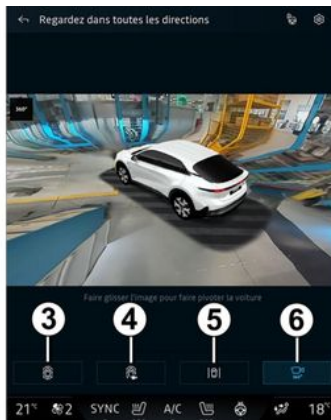 Regardez dans toutes les directions
360°
Faire glisser l'image pour faire pivoter la voiture
3 4 5 6
21° 2 SYNC A/C 18°